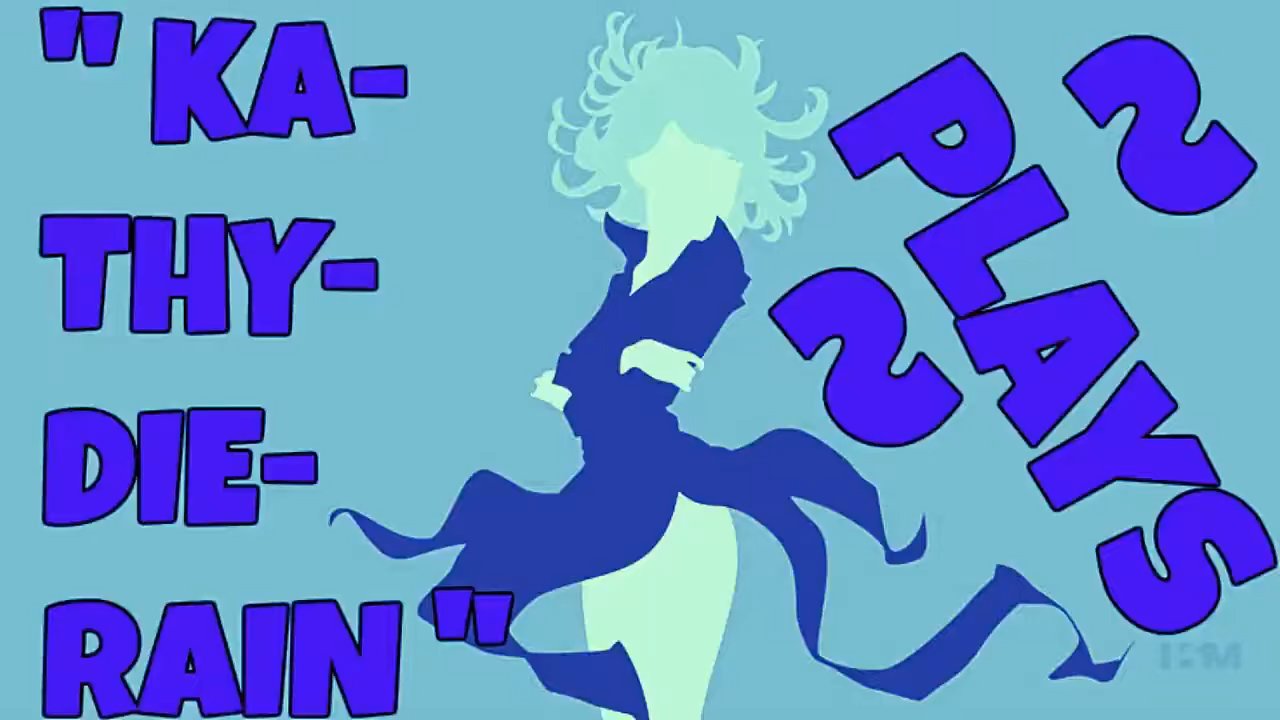 "KA-
THY-
DIE-
RAIN"
~
PLAYS
~